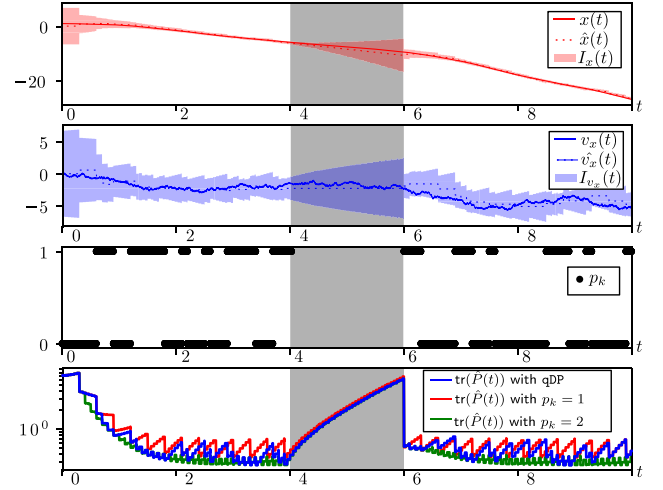 0
−20
x(t)
x̂(t)
I_x(t)
0 2 4 6 8 t
5
0
−5
v_x(t)
v̂_x(t)
I_{v_x}(t)
0 2 4 6 8 t
1
0
p_k
0 2 4 6 8 t
10^0
tr(P̂(t)) with qDP
tr(P̂(t)) with p_k = 1
tr(P̂(t)) with p_k = 2
0 2 4 6 8 t